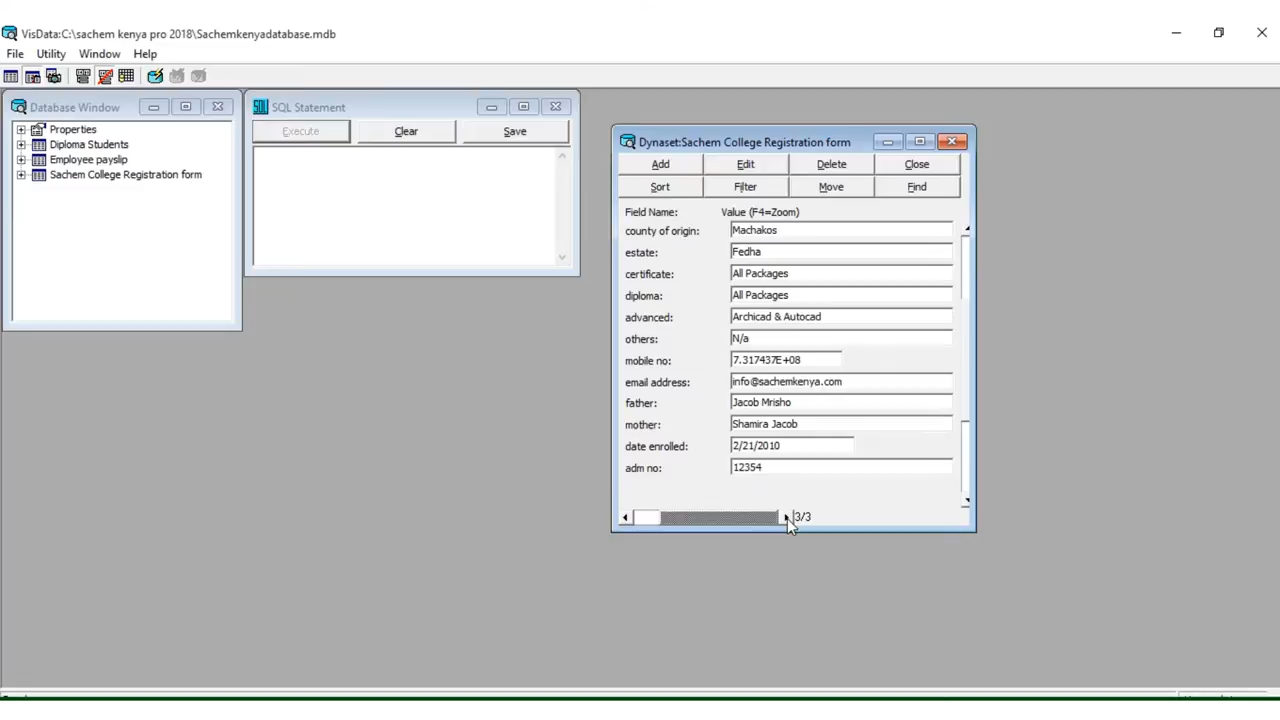 VisData:C:\sachem kenya pro 2018\Sachemkenyadatabase.mdb
File Utility Window Help
Database Window
Properties
Diploma Students
Employee payslip
Sachem College Registration form
SQL SQL Statement
Execute Clear Save
Dynaset:Sachem College Registration form
Add Edit Delete Close
Sort Filter Move Find
Field Name: Value (F4=Zoom)
county of origin: Machakos
estate: Fedha
certificate: All Packages
diploma: All Packages
advanced: Archicad & Autocad
others: N/a
mobile no: 7.317437E+08
email address: info@sachemkenya.com
father: Jacob Mrisho
mother: Shamira Jacob
date enrolled: 2/21/2010
adm no: 12354
3/3